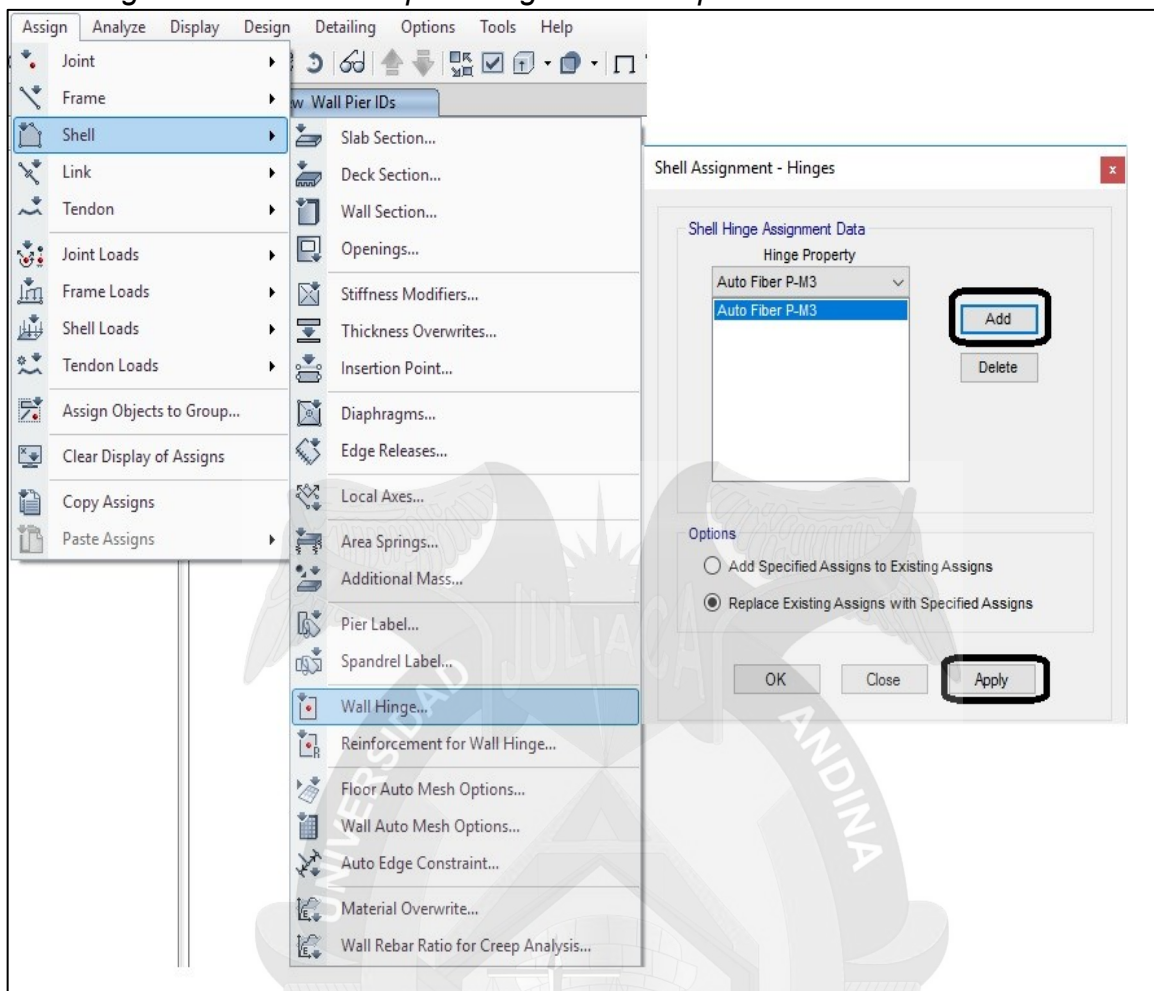 Assign Analyze Display Design Detailing Options Tools Help
Joint
Frame
Shell
Link
Tendon
Joint Loads
Frame Loads
Shell Loads
Tendon Loads
Assign Objects to Group...
Clear Display of Assigns
Copy Assigns
Paste Assigns
w Wall Pier IDs
Slab Section...
Deck Section...
Wall Section...
Openings...
Stiffness Modifiers...
Thickness Overwrites...
Insertion Point...
Diaphragms...
Edge Releases...
Local Axes...
Area Springs...
Additional Mass...
Pier Label...
Spandrel Label...
Wall Hinge...
Reinforcement for Wall Hinge...
Floor Auto Mesh Options...
Wall Auto Mesh Options...
Auto Edge Constraint...
Material Overwrite...
Wall Rebar Ratio for Creep Analysis...
Shell Assignment - Hinges
x
Shell Hinge Assignment Data
Hinge Property
Auto Fiber P-M3
Auto Fiber P-M3
Add
Delete
Options
Add Specified Assigns to Existing Assigns
Replace Existing Assigns with Specified Assigns
OK Close Apply
UNIVERSIDAD ANDINA
JULIACA